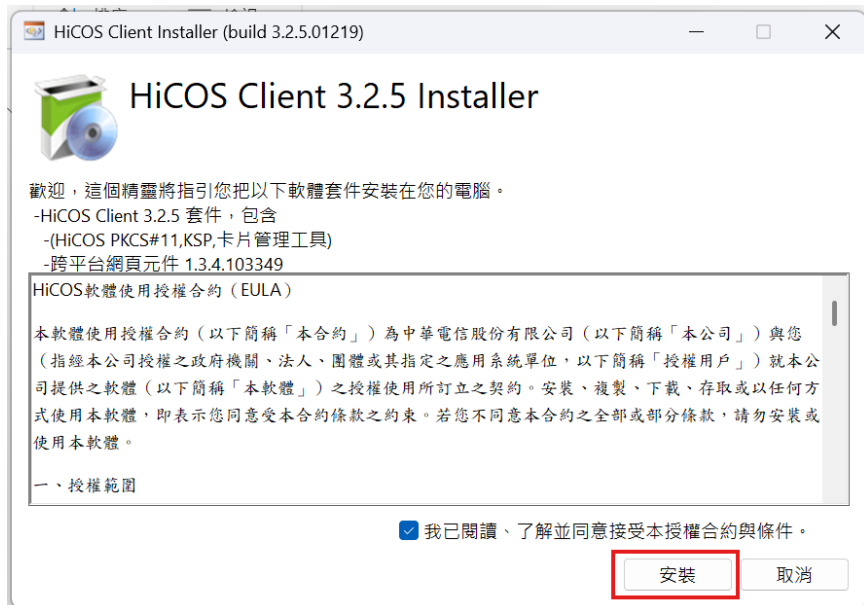 HiCOS Client Installer (build 3.2.5.01219)
HiCOS Client 3.2.5 Installer
歡迎，這個精靈將指引您把以下軟體套件安裝在您的電腦。
-HiCOS Client 3.2.5 套件，包含
-(HiCOS PKCS#11,KSP,卡片管理工具)
-跨平台網頁元件 1.3.4.103349
HiCOS軟體使用授權合約（EULA）
本軟體使用授權合約（以下簡稱「本合約」）為中華電信股份有限公司（以下簡稱「本公司」）與您
（指經本公司授權之政府機關、法人、團體或其指定之應用系統單位，以下簡稱「授權用戶」）就本公
司提供之軟體（以下簡稱「本軟體」）之授權使用所訂立之契約。安裝、複製、下載、存取或以任何方
式使用本軟體，即表示您同意受本合約條款之約束。若您不同意本合約之全部或部分條款，請勿安裝或
使用本軟體。
一、授權範圍
我已閱讀、了解並同意接受本授權合約與條件。
安裝
取消